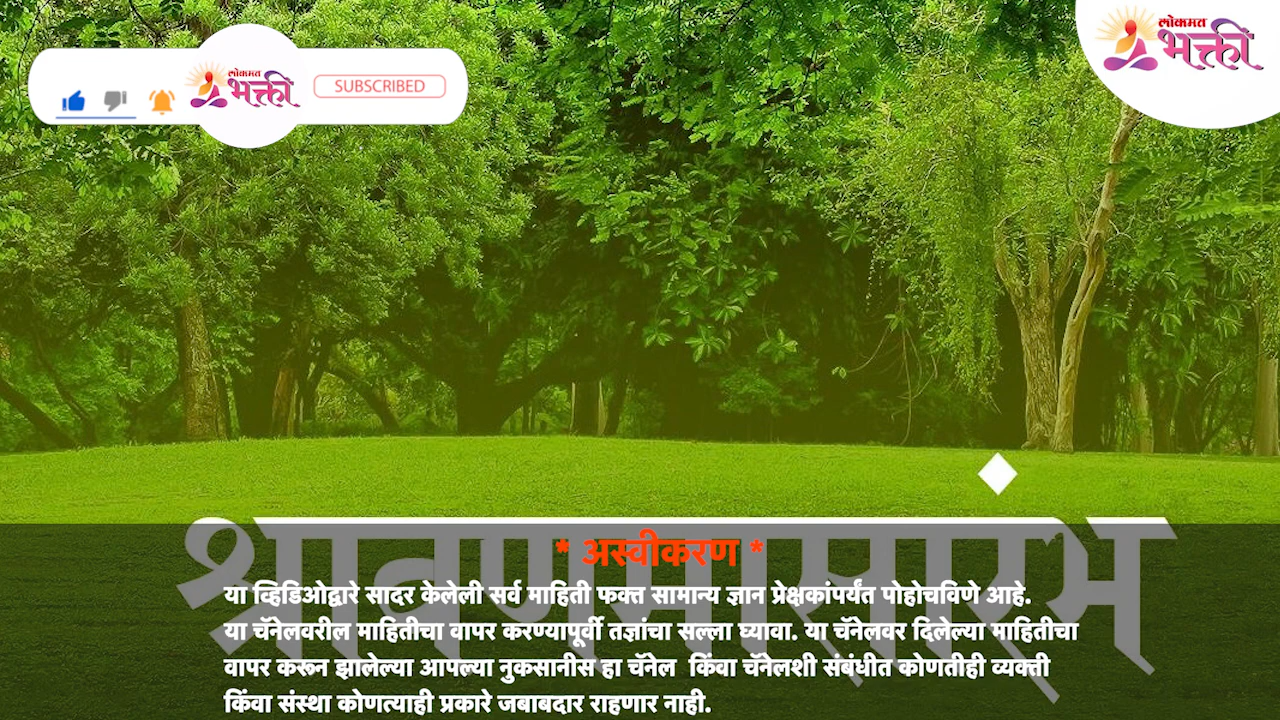 लोकमत
भक्ती
SUBSCRIBED
लोकमत
भक्ती
श्रावणमासारंभ
* अस्वीकरण *
या व्हिडिओद्वारे सादर केलेली सर्व माहिती फक्त सामान्य ज्ञान प्रेक्षकांपर्यंत पोहोचविणे आहे.
या चॅनेलवरील माहितीचा वापर करण्यापूर्वी तज्ञांचा सल्ला घ्यावा. या चॅनेलवर दिलेल्या माहितीचा
वापर करून झालेल्या आपल्या नुकसानीस हा चॅनेल किंवा चॅनेलशी संबंधीत कोणतीही व्यक्ती
किंवा संस्था कोणत्याही प्रकारे जबाबदार राहणार नाही.